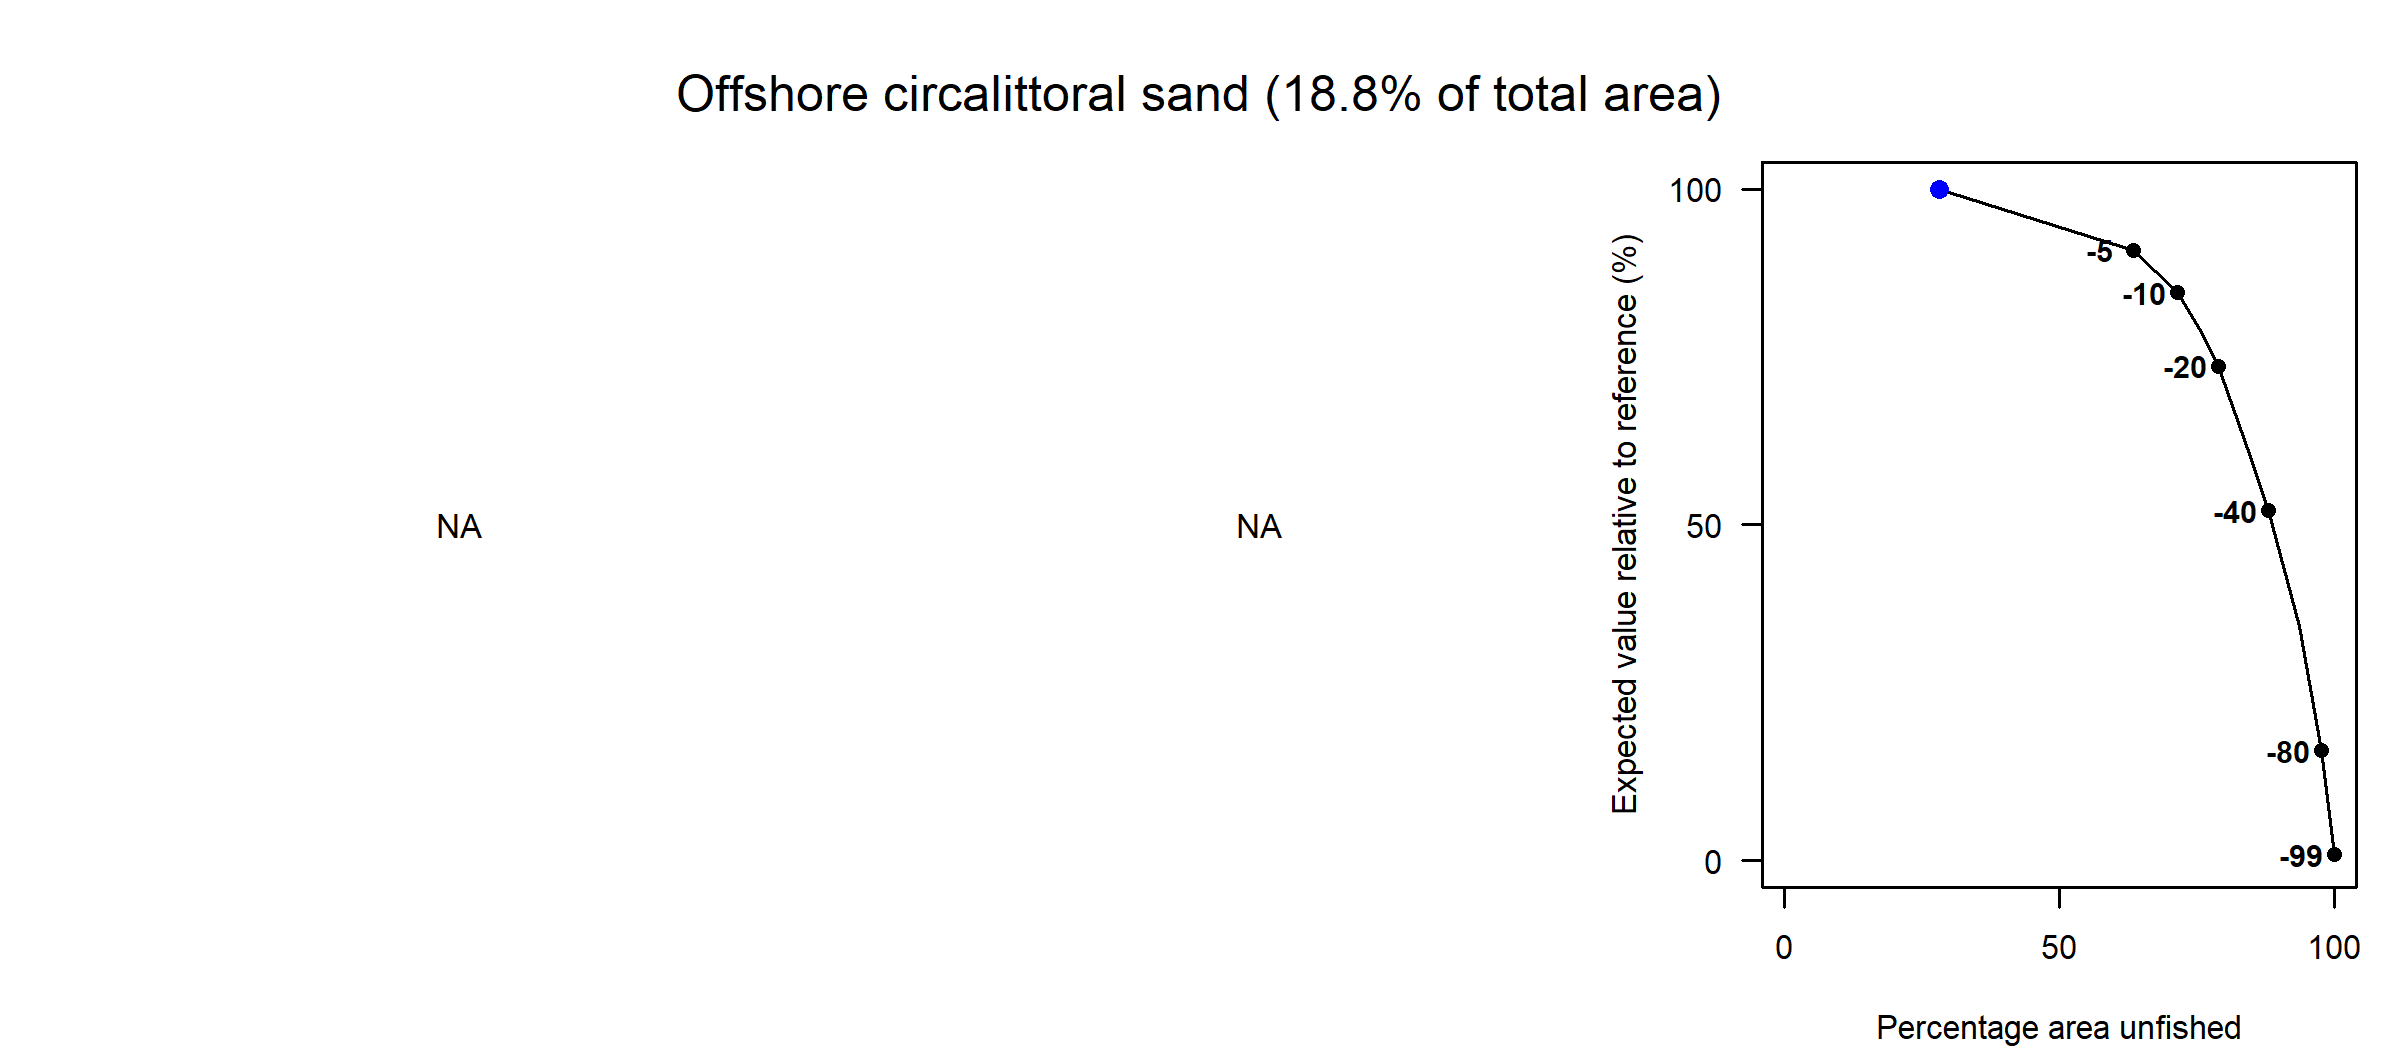 Offshore circalittoral sand (18.8% of total area)
NA
NA
Expected value relative to reference (%)
100
50
0
-5
-10
-20
-40
-80
-99
0
50
100
Percentage area unfished